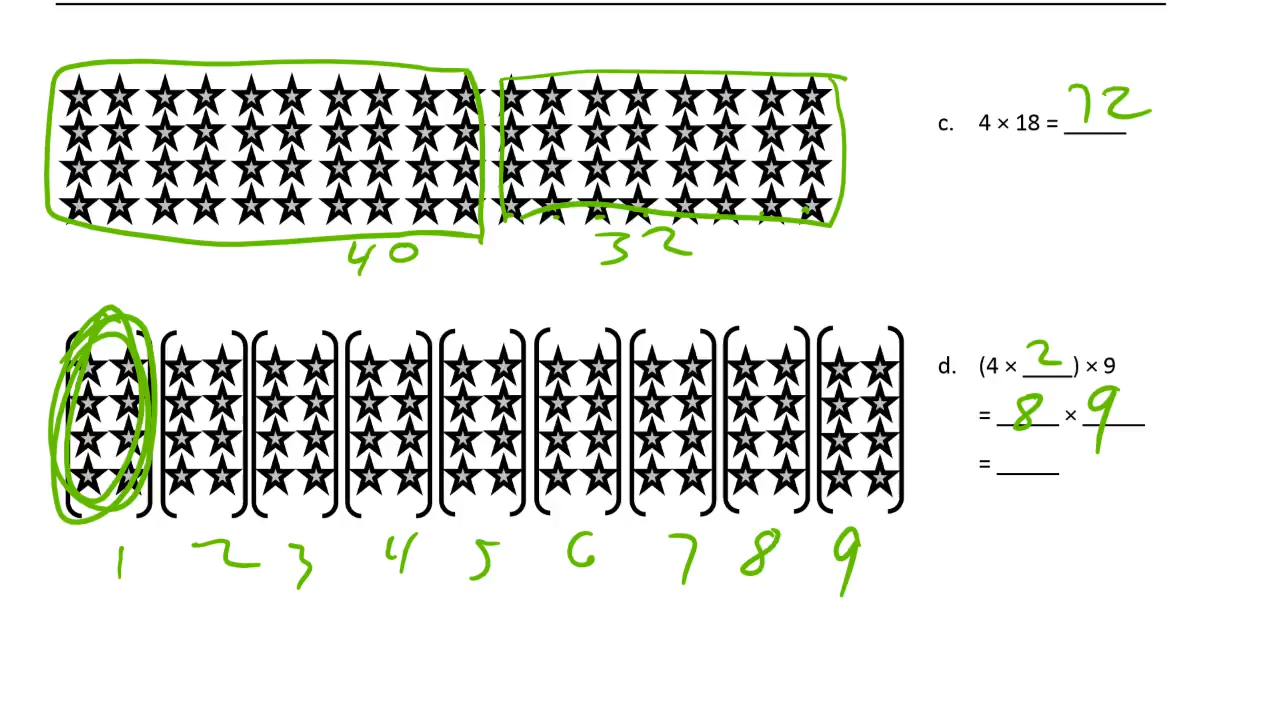 c. 4 × 18 = 72
40 32
d. (4 × 2) × 9
= 8 × 9
= _____
1 2 3 4 5 6 7 8 9